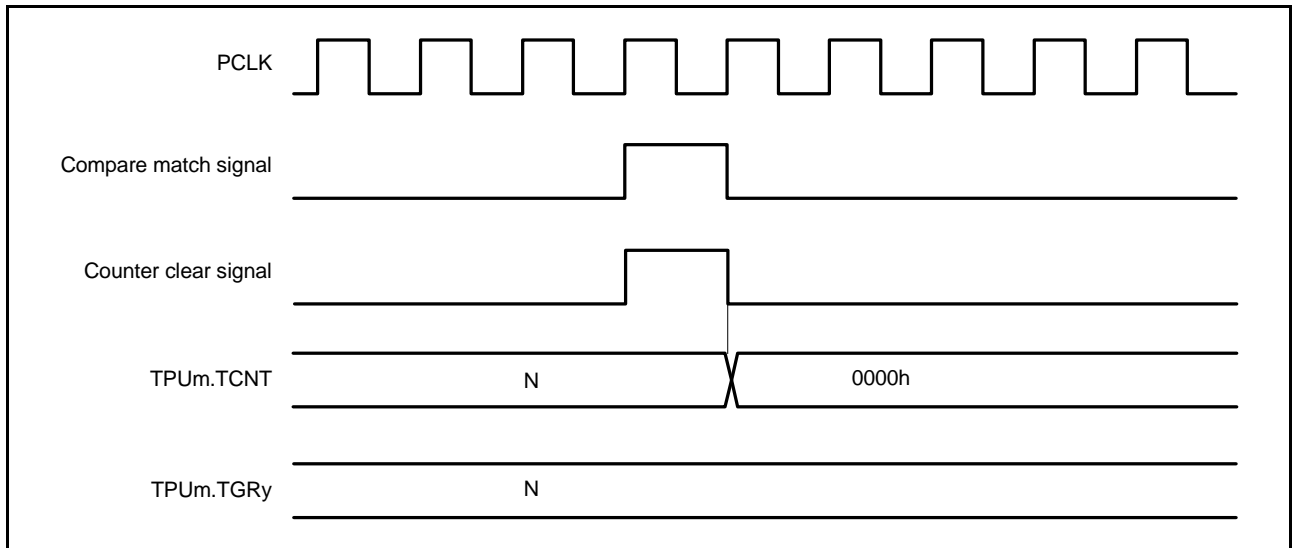 PCLK
Compare match signal
Counter clear signal
TPUm.TCNT
N
0000h
TPUm.TGRy
N